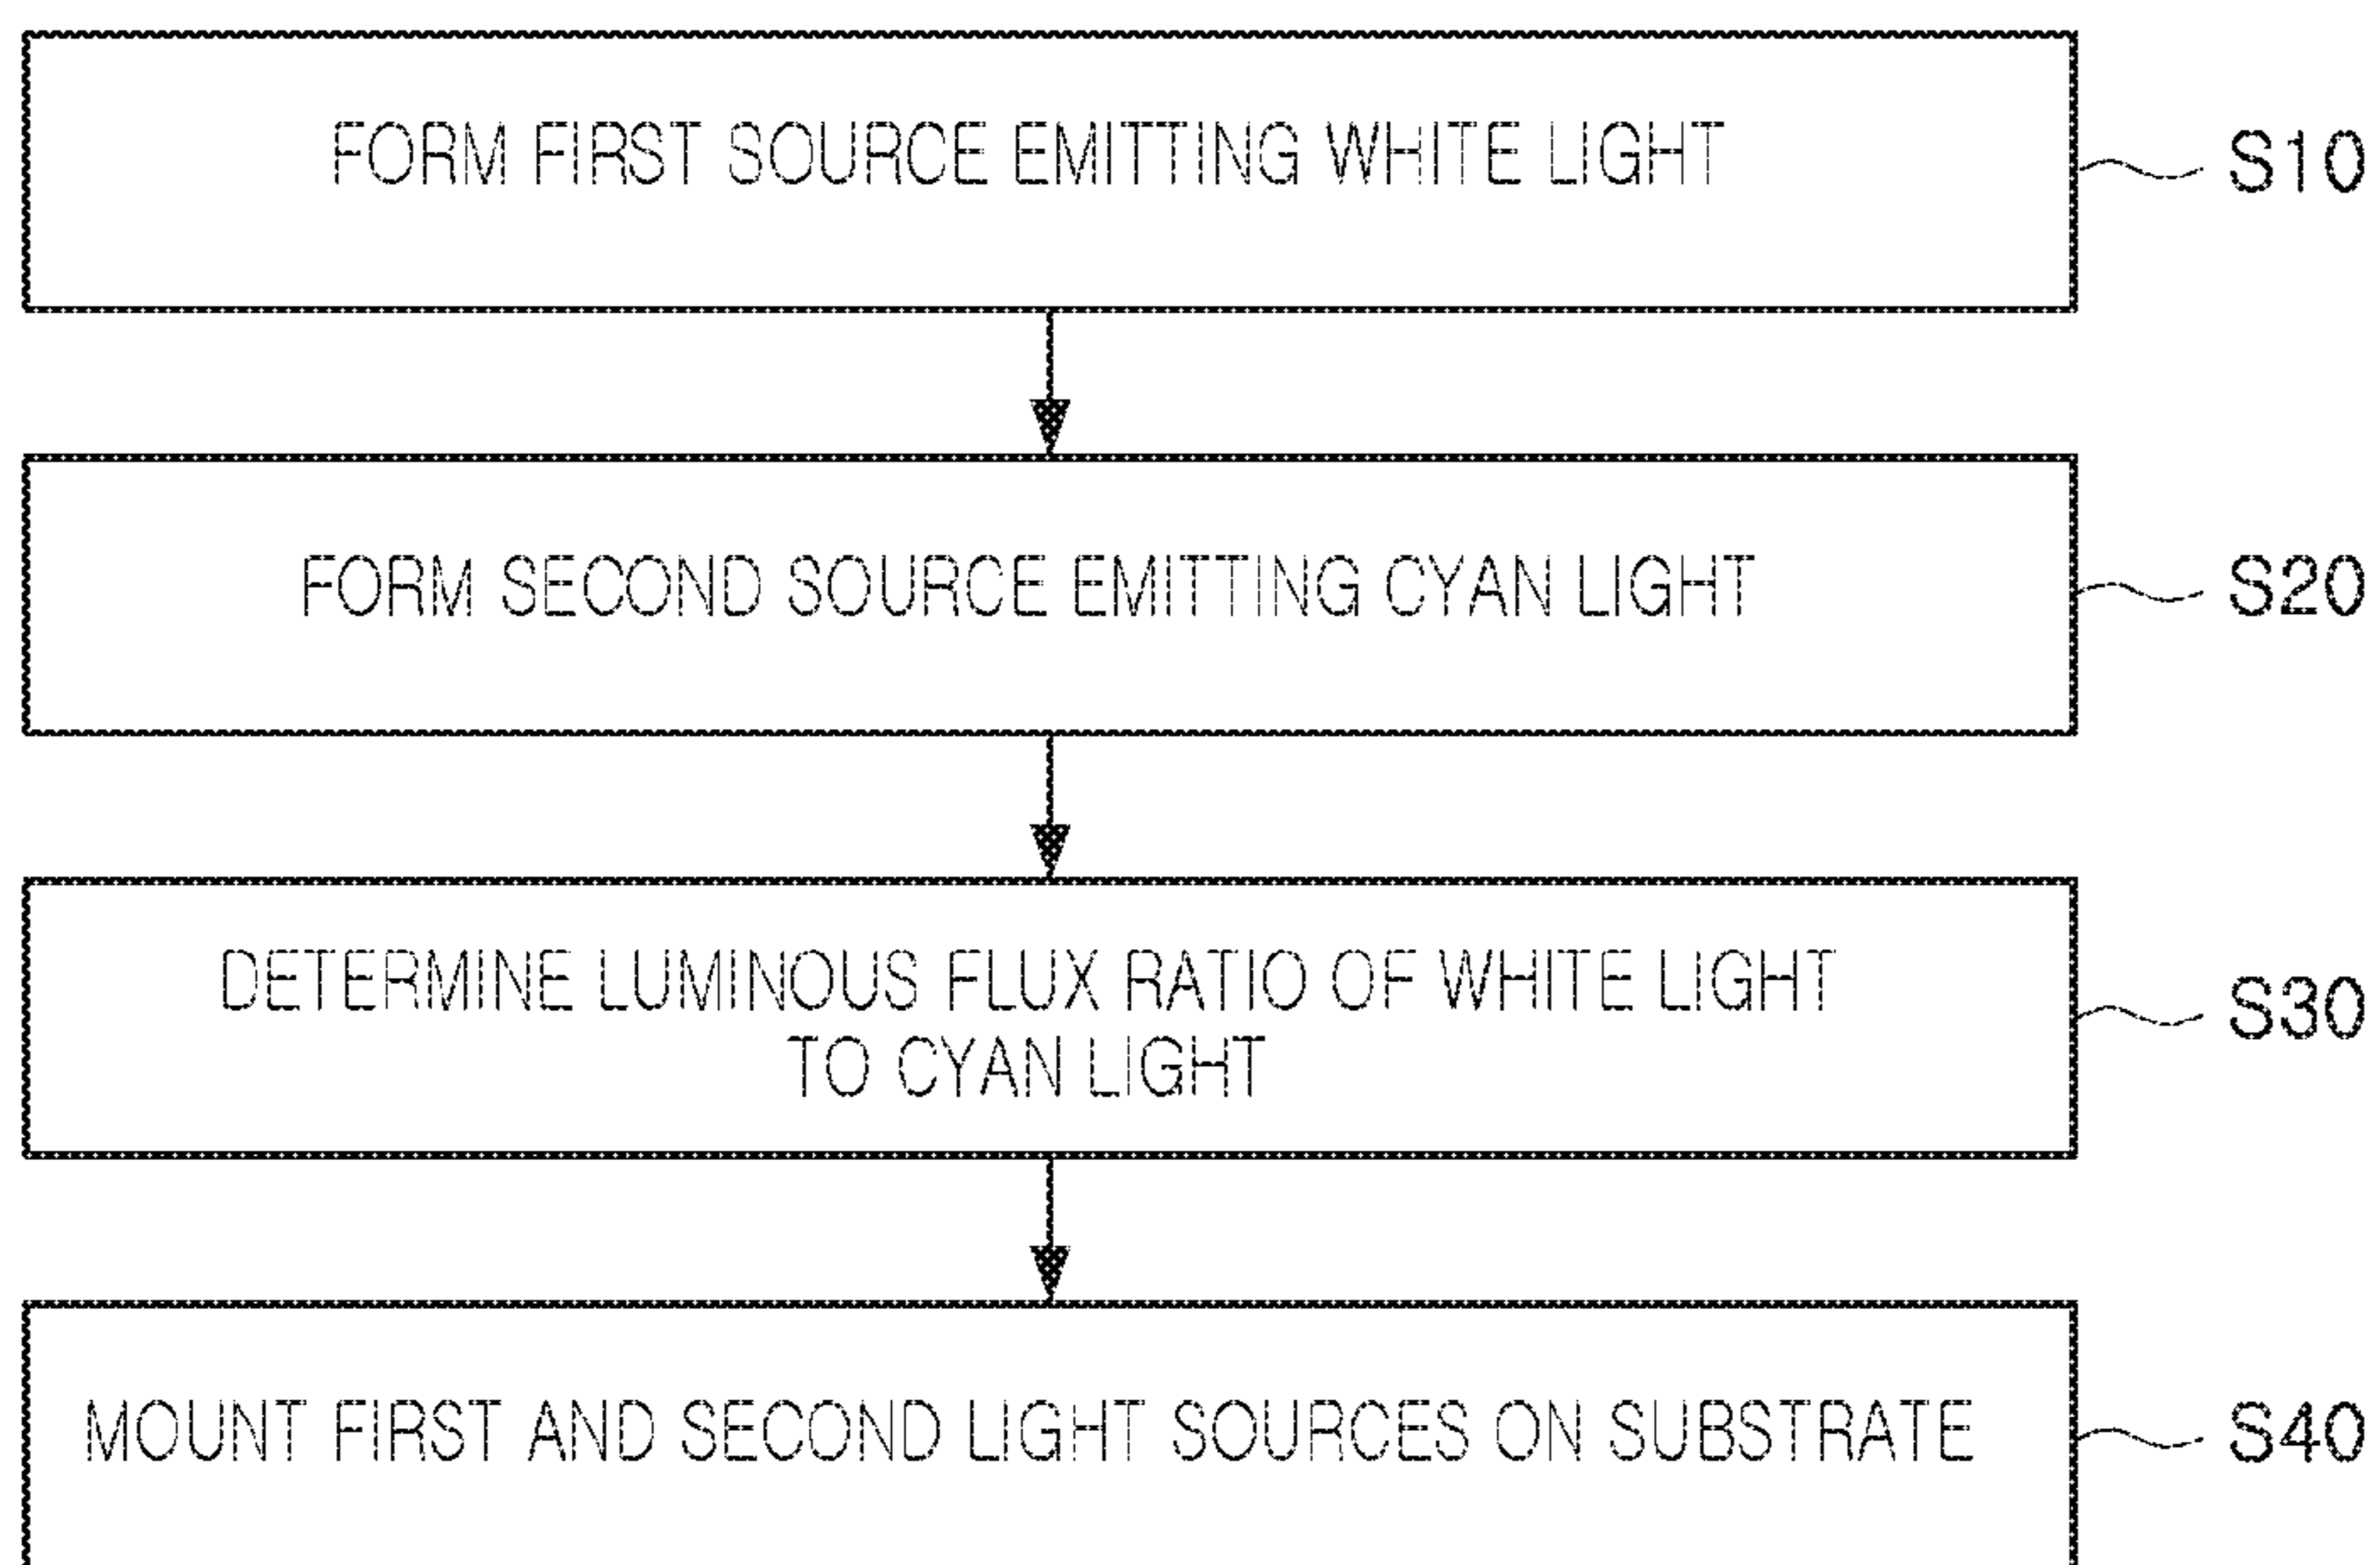 FORM FIRST SOURCE EMITTING WHITE LIGHT
S10
FORM SECOND SOURCE EMITTING CYAN LIGHT
S20
DETERMINE LUMINOUS FLUX RATIO OF WHITE LIGHT
TO CYAN LIGHT
S30
MOUNT FIRST AND SECOND LIGHT SOURCES ON SUBSTRATE
S40